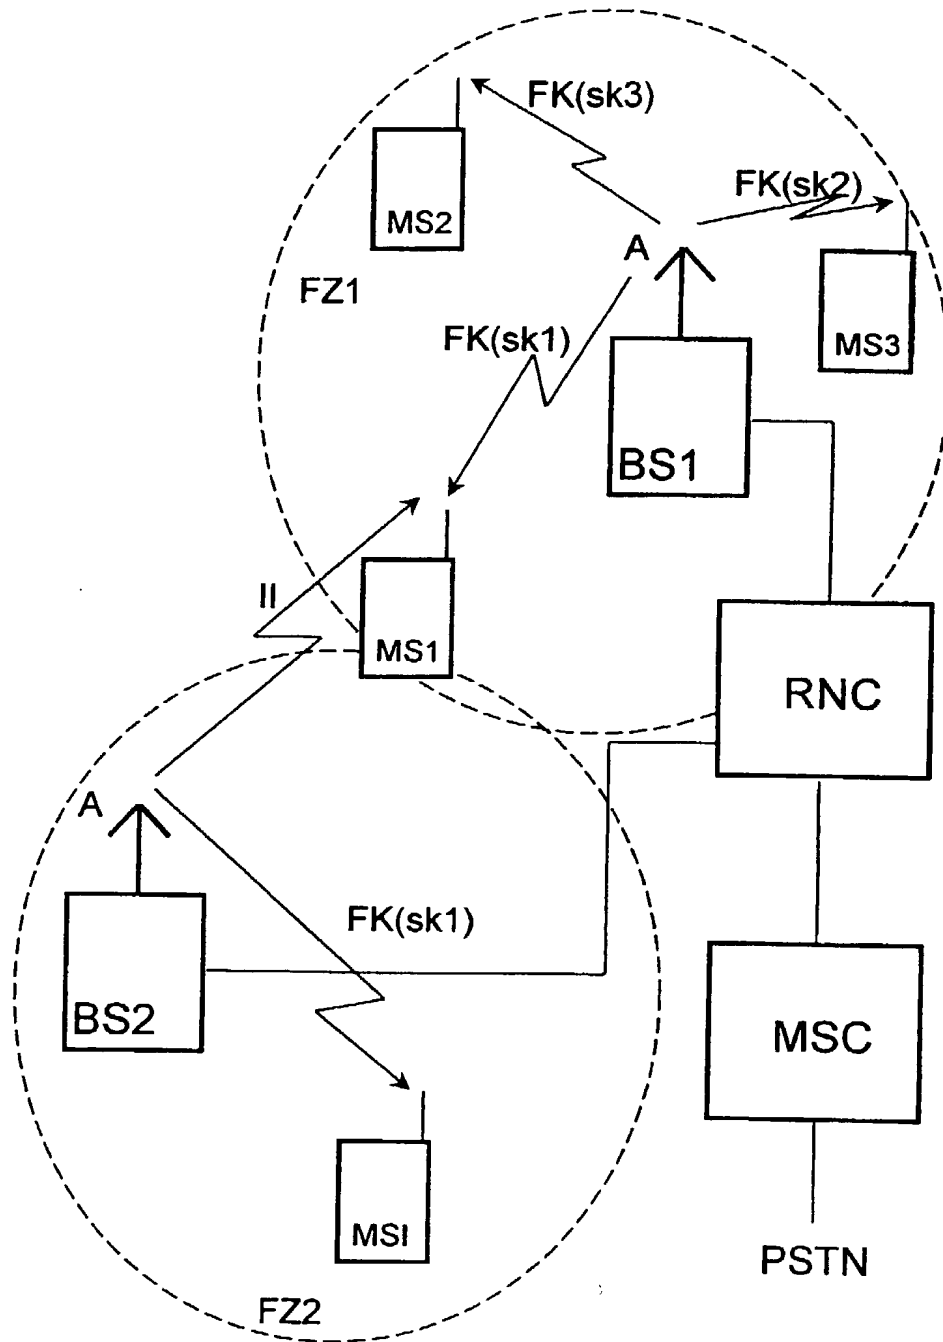 FK(sk3)
FK(sk2)
MS2
A
FZ1
FK(sk1)
MS3
BS1
II
MS1
RNC
A
FK(sk1)
BS2
MSC
MSI
PSTN
FZ2